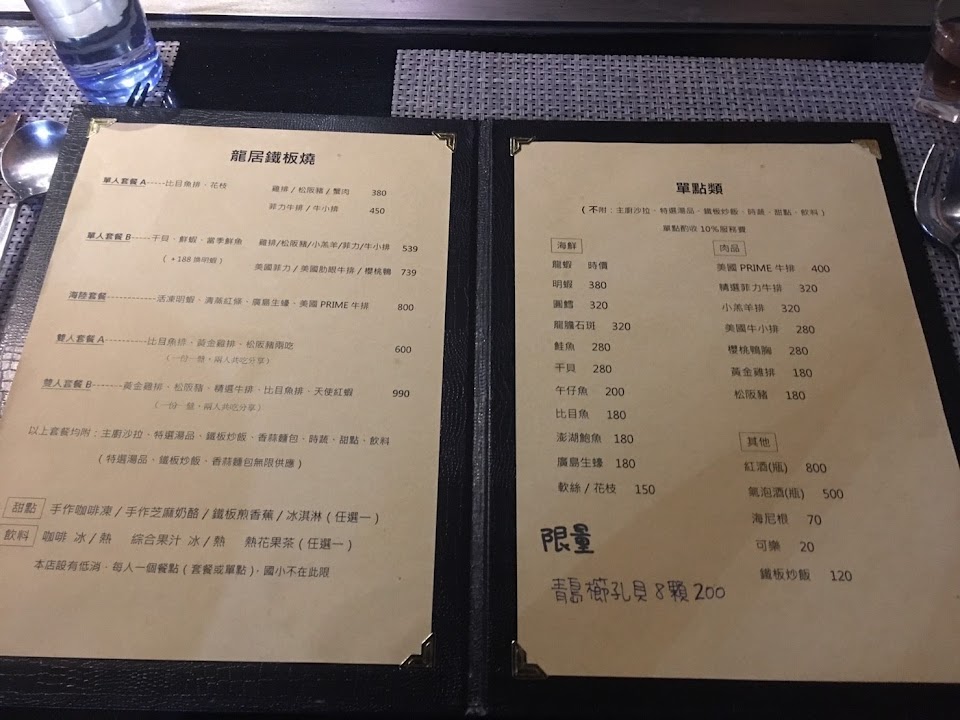 龍居鐵板燒
單人套餐 A-----比目魚排、花枝 雞排 / 松阪豬 / 蟹肉 380
菲力牛排 / 牛小擯 450
單人套餐 B-----干貝、鮮蝦、當季鮮魚 雞排/松阪豬/小羔羊/菲力/牛小排 539
( +188 換明蝦 ) 美國菲力 / 美國肋眼牛排 / 櫻桃鴨 739
海陸套餐-----------活凍明蝦、清蒸紅條、廣島生蠔、美國 PRIME 牛排 800
雙人套餐 A-----------比目魚排、黃金雞排、松阪豬兩吃 600
(一份一盤，兩人共吃分享)
雙人套餐 B-------黃金雞排、松阪豬、精選牛排、比目魚排、天使紅蝦 990
(一份一盤，兩人共吃分享)
以上套餐均附：主廚沙拉、特選湯品、鐵板炒飯、香蒜麵包、時蔬、甜點、飲料
(特選湯品、鐵板炒飯、香蒜麵包無限供應)
甜點 手作咖啡凍 / 手作芝麻奶酪 / 鐵板煎香蕉 / 冰淇淋 ( 任選一 )
飲料 咖啡 冰 / 熱 綜合果汁 冰 / 熱 熱花果茶 ( 任選一 )
本店設有低消，每人一個餐點 ( 套餐或單點 )，國小不在此限
單點類
( 不附：主廚沙拉、特選湯品、鐵板炒飯、時蔬、甜點、飲料 )
單點酌收 10%服務費
海鮮
龍蝦 時價
明蝦 380
圓鱈 320
龍膽石斑 320
鮭魚 280
干貝 280
午仔魚 200
比目魚 180
澎湖鮑魚 180
廣島生蠔 180
軟絲 / 花枝 150
限量
青島櫛孔貝 8顆 200
肉品
美國 PRIME 牛排 400
精選菲力牛排 320
小羔羊排 320
美國牛小排 280
櫻桃鴨胸 280
黃金雞排 180
松阪豬 180
其他
紅酒(瓶) 800
氣泡酒(瓶) 500
海尼根 70
可樂 20
鐵板炒飯 120